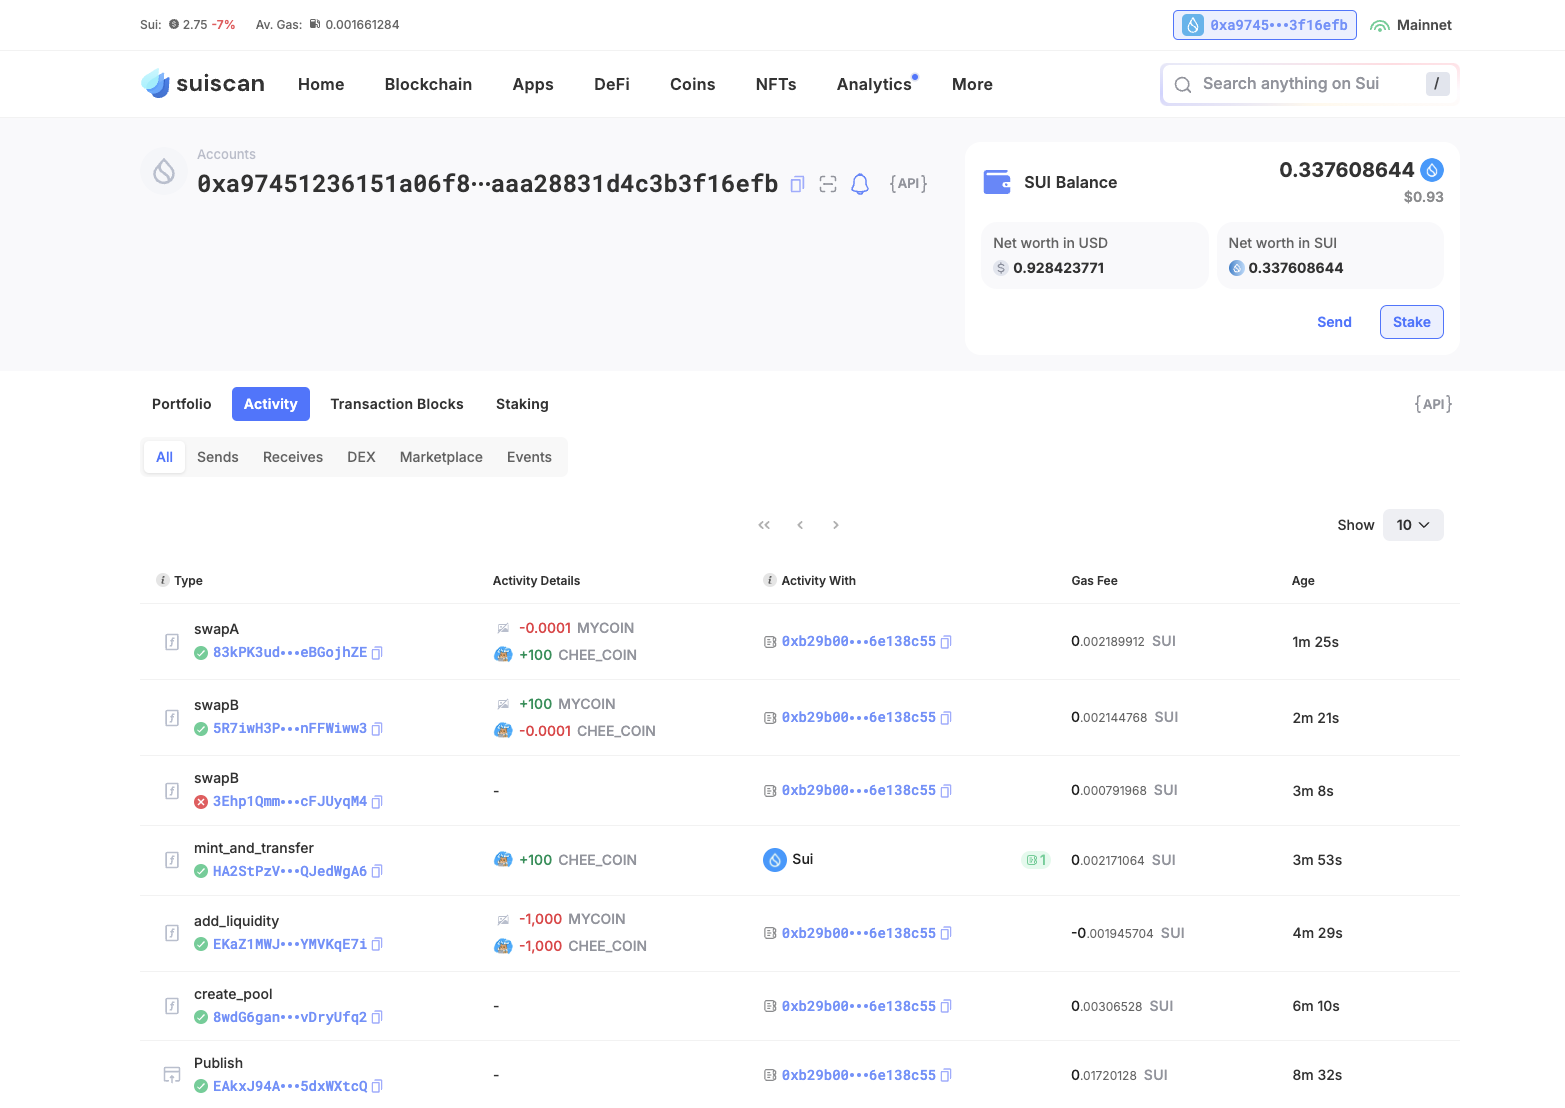 Sui: 2.75 -7% Av. Gas: 0.001661284
0xa9745•••3f16efb Mainnet
suiscan Home Blockchain Apps DeFi Coins NFTs Analytics More
Search anything on Sui /
Accounts
0xa97451236151a06f8···aaa28831d4c3b3f16efb {API}
SUI Balance
0.337608644
$0.93
Net worth in USD
$ 0.928423771
Net worth in SUI
0.337608644
Send Stake
Portfolio Activity Transaction Blocks Staking {API}
All Sends Receives DEX Marketplace Events
<< < > Show 10
i Type Activity Details i Activity With Gas Fee Age
swapA
83kPK3ud•••eBGojhZE
-0.0001 MYCOIN
+100 CHEE_COIN
0xb29b00•••6e138c55 0.002189912 SUI 1m 25s
swapB
5R7iwH3P•••nFFWiww3
+100 MYCOIN
-0.0001 CHEE_COIN
0xb29b00•••6e138c55 0.002144768 SUI 2m 21s
swapB
3Ehp1Qmm•••cFJUyqM4
- 0xb29b00•••6e138c55 0.000791968 SUI 3m 8s
mint_and_transfer
HA2StPzV•••QJedWgA6
+100 CHEE_COIN Sui 1 0.002171064 SUI 3m 53s
add_liquidity
EKaZ1MWJ•••YMVKqE7i
-1,000 MYCOIN
-1,000 CHEE_COIN
0xb29b00•••6e138c55 -0.001945704 SUI 4m 29s
create_pool
8wdG6gan•••vDryUfq2
- 0xb29b00•••6e138c55 0.00306528 SUI 6m 10s
Publish
EAkxJ94A•••5dxWXtcQ
- 0xb29b00•••6e138c55 0.01720128 SUI 8m 32s